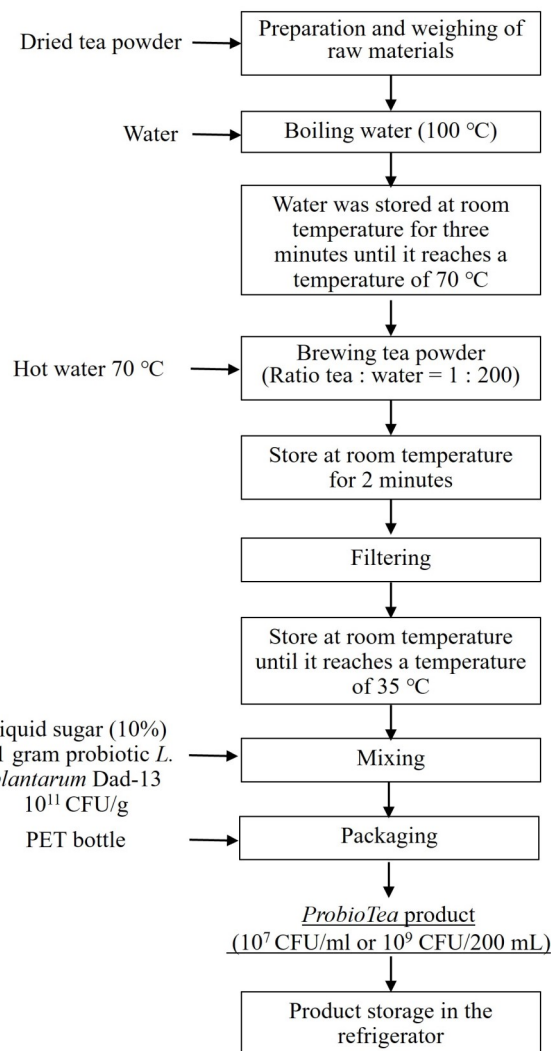 Dried tea powder
Preparation and weighing of
raw materials
Water
Boiling water (100 °C)
Water was stored at room
temperature for three
minutes until it reaches a
temperature of 70 °C
Hot water 70 °C
Brewing tea powder
(Ratio tea : water = 1 : 200)
Store at room temperature
for 2 minutes
Filtering
Store at room temperature
until it reaches a temperature
of 35 °C
iquid sugar (10%)
1 gram probiotic L.
plantarum Dad-13
10¹¹ CFU/g
Mixing
PET bottle
Packaging
ProbioTea product
(10⁷ CFU/ml or 10⁹ CFU/200 mL)
Product storage in the
refrigerator